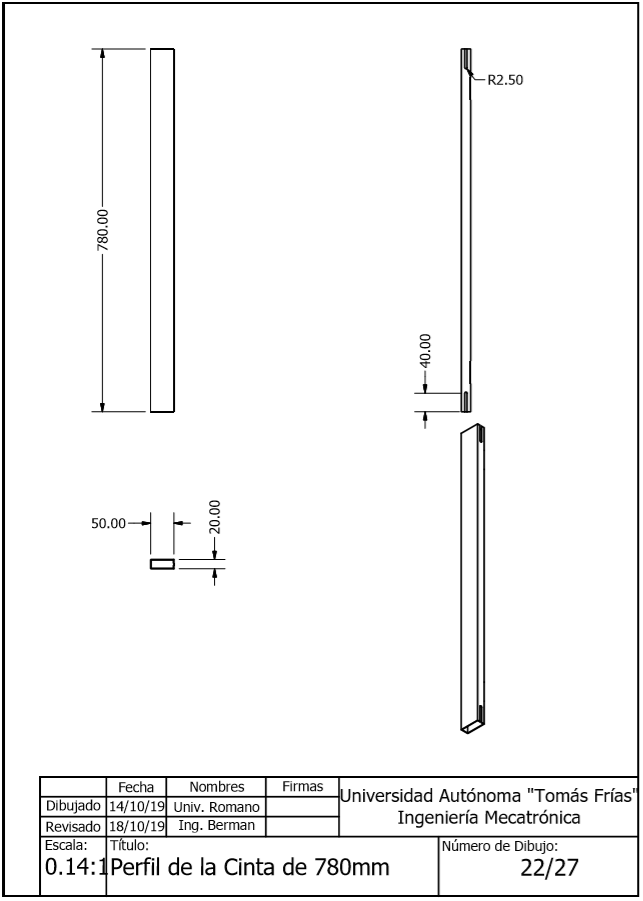 R2.50
780.00
40.00
50.00
20.00
Fecha Nombres Firmas
Dibujado 14/10/19 Univ. Romano
Revisado 18/10/19 Ing. Berman
Universidad Autónoma "Tomás Frías"
Ingeniería Mecatrónica
Escala:
0.14:1
Título:
Perfil de la Cinta de 780mm
Número de Dibujo:
22/27